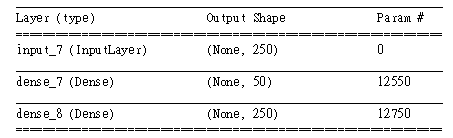 Layer (type) Output Shape Param #
input_7 (InputLayer) (None, 250) 0
dense_7 (Dense) (None, 50) 12550
dense_8 (Dense) (None, 250) 12750